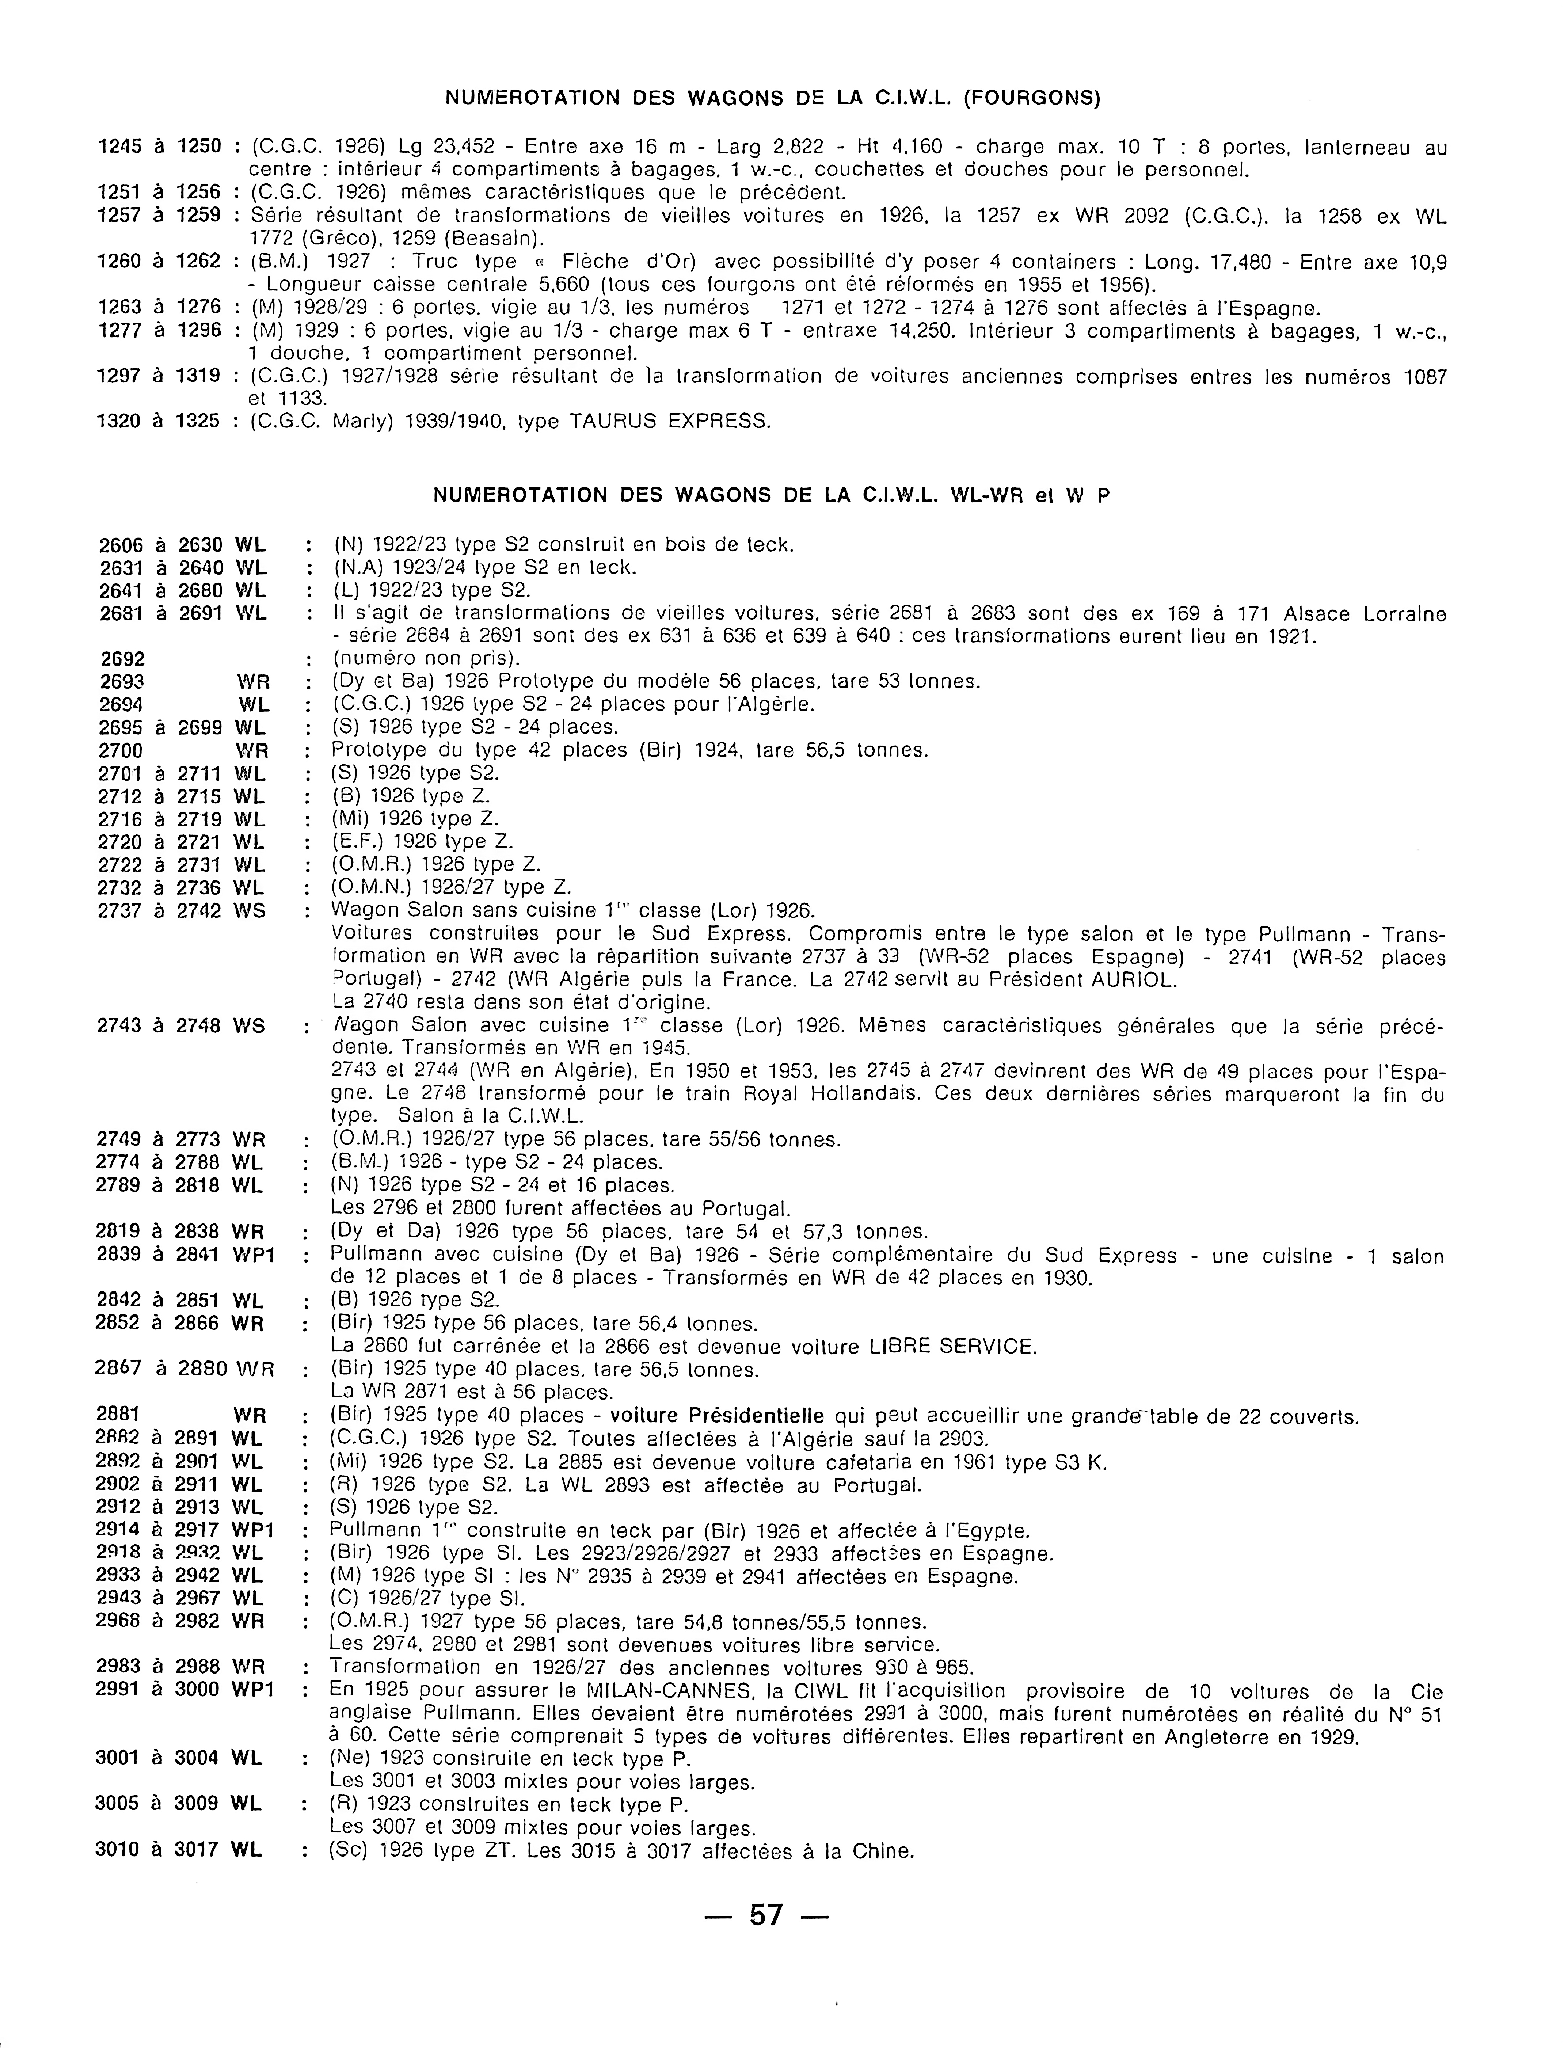 NUMEROTATION DES WAGONS DE LA C.I.W.L. (FOURGONS)
1245 à 1250 : (C.G.C. 1926) Lg 23,452 - Entre axe 16 m - Larg 2,822 - Ht 4,160 - charge max. 10 T : 8 portes, lanterneau au
centre : intérieur 4 compartiments à bagages, 1 w.-c., couchettes et douches pour le personnel.
1251 à 1256 : (C.G.C. 1926) mêmes caractéristiques que le précédent.
1257 à 1259 : Série résultant de transformations de vieilles voitures en 1926, la 1257 ex WR 2092 (C.G.C.), la 1258 ex WL
1772 (Gréco), 1259 (Beasain).
1260 à 1262 : (B.M.) 1927 : Truc type « Flèche d'Or) avec possibilité d'y poser 4 containers : Long. 17,480 - Entre axe 10,9
- Longueur caisse centrale 5,660 (tous ces fourgons ont été réformés en 1955 et 1956).
1263 à 1276 : (M) 1928/29 : 6 portes, vigie au 1/3, les numéros 1271 et 1272 - 1274 à 1276 sont affectés à l'Espagne.
1277 à 1296 : (M) 1929 : 6 portes, vigie au 1/3 - charge max 6 T - entraxe 14,250. Intérieur 3 compartiments à bagages, 1 w.-c.,
1 douche, 1 compartiment personnel.
1297 à 1319 : (C.G.C.) 1927/1928 série résultant de la transformation de voitures anciennes comprises entres les numéros 1087
et 1133.
1320 à 1325 : (C.G.C. Marly) 1939/1940, type TAURUS EXPRESS.
NUMEROTATION DES WAGONS DE LA C.I.W.L. WL-WR et W P
2606 à 2630 WL : (N) 1922/23 type S2 construit en bois de teck.
2631 à 2640 WL : (N.A) 1923/24 type S2 en teck.
2641 à 2680 WL : (L) 1922/23 type S2.
2681 à 2691 WL : Il s'agit de transformations de vieilles voitures, série 2681 à 2683 sont des ex 169 à 171 Alsace Lorraine
- série 2684 à 2691 sont des ex 631 à 636 et 639 à 640 : ces transformations eurent lieu en 1921.
2692 : (numéro non pris).
2693 WR : (Dy et Ba) 1926 Prototype du modèle 56 places, tare 53 tonnes.
2694 WL : (C.G.C.) 1926 type S2 - 24 places pour l'Algérie.
2695 à 2699 WL : (S) 1926 type S2 - 24 places.
2700 WR : Prototype du type 42 places (Bir) 1924, tare 56,5 tonnes.
2701 à 2711 WL : (S) 1926 type S2.
2712 à 2715 WL : (B) 1926 type Z.
2716 à 2719 WL : (Mi) 1926 type Z.
2720 à 2721 WL : (E.F.) 1926 type Z.
2722 à 2731 WL : (O.M.R.) 1926 type Z.
2732 à 2736 WL : (O.M.N.) 1926/27 type Z.
2737 à 2742 WS : Wagon Salon sans cuisine 1re classe (Lor) 1926.
Voitures construites pour le Sud Express. Compromis entre le type salon et le type Pullmann - Trans-
formation en WR avec la répartition suivante 2737 à 39 (WR-52 places Espagne) - 2741 (WR-52 places
Portugal) - 2742 (WR Algérie puis la France. La 2742 servit au Président AURIOL.
La 2740 resta dans son état d'origine.
2743 à 2748 WS : Wagon Salon avec cuisine 1re classe (Lor) 1926. Mêmes caractéristiques générales que la série précé-
dente. Transformés en WR en 1945.
2743 et 2744 (WR en Algérie). En 1950 et 1953, les 2745 à 2747 devinrent des WR de 49 places pour l'Espa-
gne. Le 2748 transformé pour le train Royal Hollandais. Ces deux dernières séries marqueront la fin du
type. Salon à la C.I.W.L.
2749 à 2773 WR : (O.M.R.) 1926/27 type 56 places, tare 55/56 tonnes.
2774 à 2788 WL : (B.M.) 1926 - type S2 - 24 places.
2789 à 2818 WL : (N) 1926 type S2 - 24 et 16 places.
Les 2796 et 2800 furent affectées au Portugal.
2819 à 2838 WR : (Dy et Da) 1926 type 56 places, tare 54 et 57,3 tonnes.
2839 à 2841 WP1 : Pullmann avec cuisine (Dy et Ba) 1926 - Série complémentaire du Sud Express - une cuisine - 1 salon
de 12 places et 1 de 8 places - Transformés en WR de 42 places en 1930.
2842 à 2851 WL : (B) 1926 type S2.
2852 à 2866 WR : (Bir) 1925 type 56 places, tare 56,4 tonnes.
La 2860 fut carénée et la 2866 est devenue voiture LIBRE SERVICE.
2867 à 2880 WR : (Bir) 1925 type 40 places, tare 56,5 tonnes.
La WR 2871 est à 56 places.
2881 WR : (Bir) 1925 type 40 places - voiture Présidentielle qui peut accueillir une grande table de 22 couverts.
2882 à 2891 WL : (C.G.C.) 1926 type S2. Toutes affectées à l'Algérie sauf la 2903.
2892 à 2901 WL : (Mi) 1926 type S2. La 2885 est devenue voiture cafetaria en 1961 type S3 K.
2902 à 2911 WL : (R) 1926 type S2. La WL 2893 est affectée au Portugal.
2912 à 2913 WL : (S) 1926 type S2.
2914 à 2917 WP1 : Pullmann 1re construite en teck par (Bir) 1926 et affectée à l'Egypte.
2918 à 2932 WL : (Bir) 1926 type SI. Les 2923/2926/2927 et 2933 affectées en Espagne.
2933 à 2942 WL : (M) 1926 type SI : les N° 2935 à 2939 et 2941 affectées en Espagne.
2943 à 2967 WL : (C) 1926/27 type SI.
2968 à 2982 WR : (O.M.R.) 1927 type 56 places, tare 54,8 tonnes/55,5 tonnes.
Les 2974, 2980 et 2981 sont devenues voitures libre service.
2983 à 2988 WR : Transformation en 1926/27 des anciennes voitures 960 à 965.
2991 à 3000 WP1 : En 1925 pour assurer le MILAN-CANNES, la CIWL fit l'acquisition provisoire de 10 voitures de la Cie
anglaise Pullmann. Elles devaient être numérotées 2991 à 3000, mais furent numérotées en réalité du N° 51
à 60. Cette série comprenait 5 types de voitures différentes. Elles repartirent en Angleterre en 1929.
3001 à 3004 WL : (Ne) 1923 construite en teck type P.
Les 3001 et 3003 mixtes pour voies larges.
3005 à 3009 WL : (R) 1923 construites en teck type P.
Les 3007 et 3009 mixtes pour voies larges.
3010 à 3017 WL : (Sc) 1926 type ZT. Les 3015 à 3017 affectées à la Chine.
— 57 —